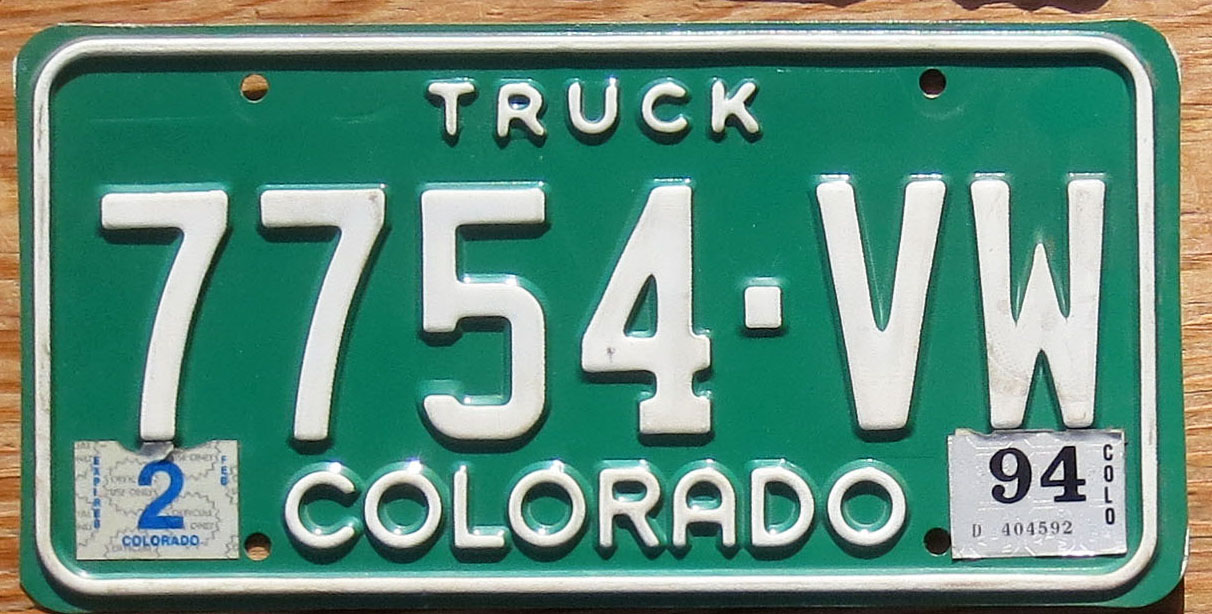 TRUCK
7754·VW
EXPIRES
2
FEB
COLORADO
COLORADO
94
COLO
D 404592